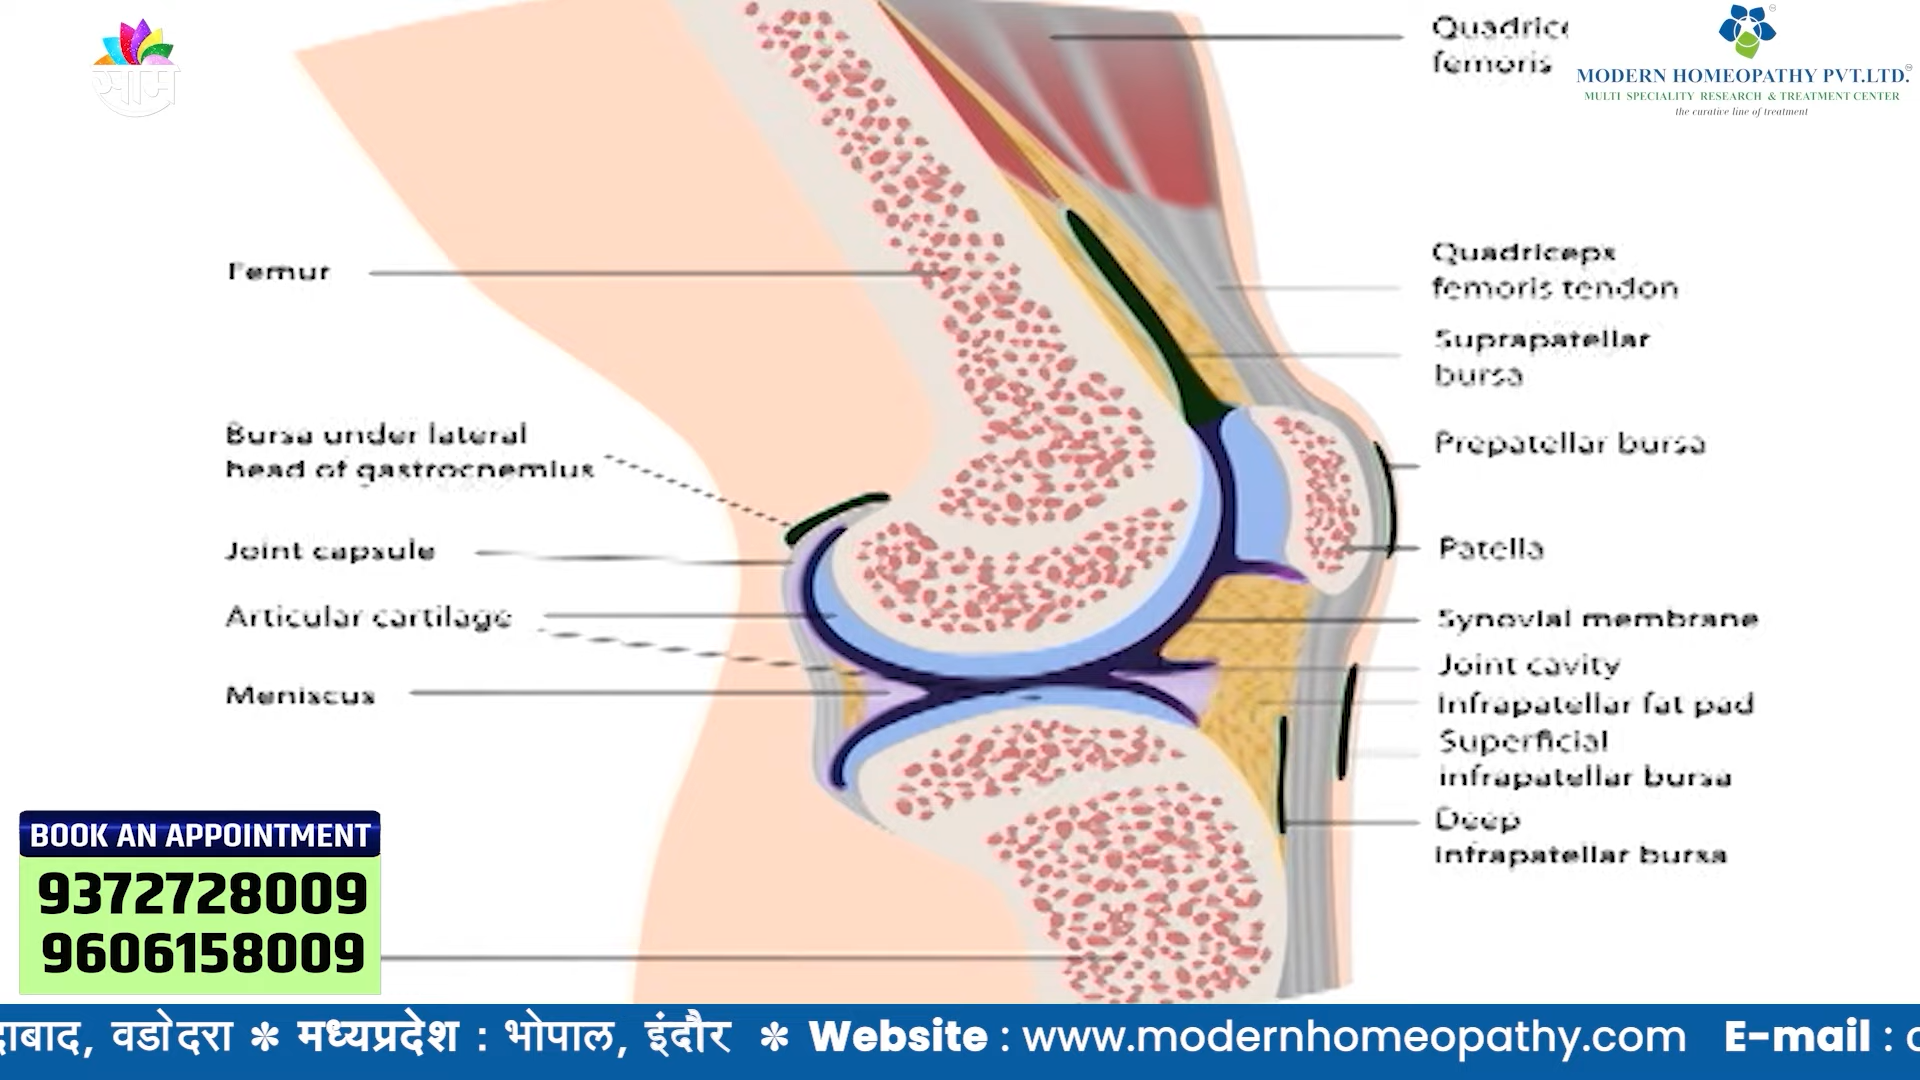 साम
Quadric
femoris
MODERN HOMEOPATHY PVT.LTD.
MULTI SPECIALITY RESEARCH & TREATMENT CENTER
the curative line of treatment
Femur
Quadriceps
femoris tendon
Suprapatellar
bursa
Bursa under lateral
head of gastrocnemius
Prepatellar bursa
Joint capsule
Patella
Articular cartilage
Synovial membrane
Joint cavity
Meniscus
Infrapatellar fat pad
Superficial
infrapatellar bursa
Deep
infrapatellar bursa
BOOK AN APPOINTMENT
9372728009
9606158009
दाबाद, वडोदरा ✽ मध्यप्रदेश : भोपाल, इंदौर ✽ Website : www.modernhomeopathy.com E-mail :